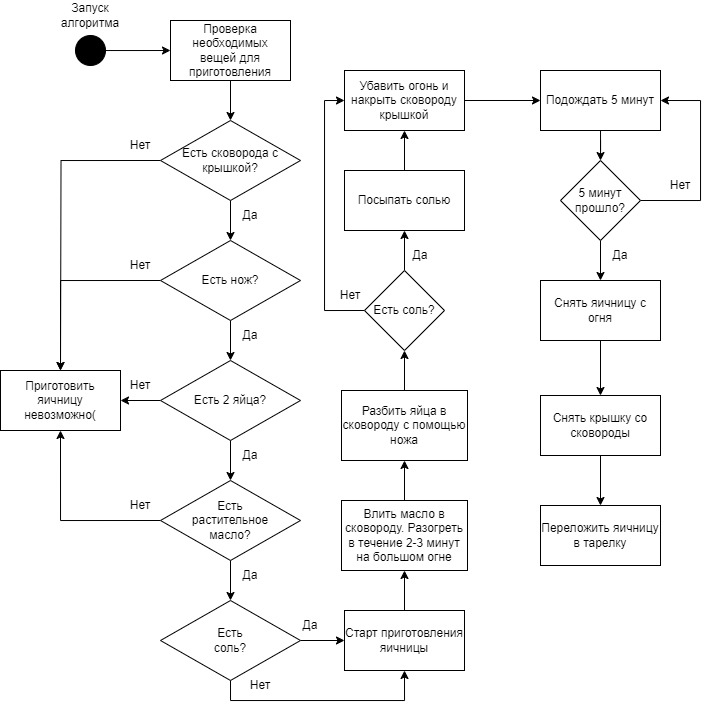 Запуск
алгоритма
Проверка
необходимых
вещей для
приготовления
Есть сковорода с
крышкой?
Нет
Да
Есть нож?
Нет
Да
Приготовить
яичницу
невозможно(
Есть 2 яйца?
Нет
Да
Есть
растительное
масло?
Нет
Да
Есть
соль?
Да
Нет
Старт приготовления
яичницы
Влить масло в
сковороду. Разогреть
в течение 2-3 минут
на большом огне
Разбить яйца в
сковороду с помощью
ножа
Есть соль?
Нет
Да
Посыпать солью
Убавить огонь и
накрыть сковороду
крышкой
Подождать 5 минут
5 минут
прошло?
Нет
Да
Снять яичницу с
огня
Снять крышку со
сковороды
Переложить яичницу
в тарелку